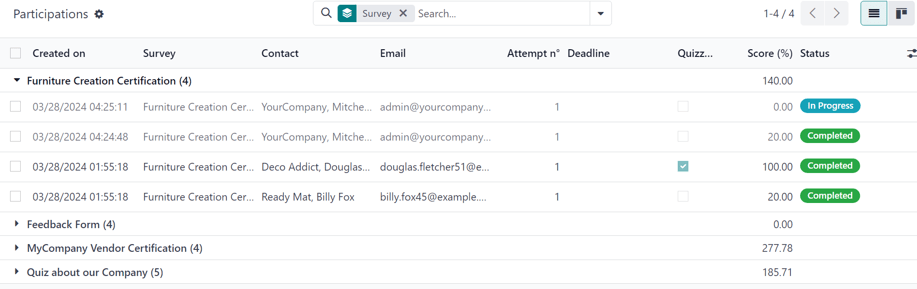 Participations Survey Search... 1-4 / 4
Created on Survey Contact Email Attempt n° Deadline Quizz... Score (%) Status
Furniture Creation Certification (4) 140.00
03/28/2024 04:25:11 Furniture Creation Cer... YourCompany, Mitche... admin@yourcompany... 1 0.00 In Progress
03/28/2024 04:24:48 Furniture Creation Cer... YourCompany, Mitche... admin@yourcompany... 1 20.00 Completed
03/28/2024 01:55:18 Furniture Creation Cer... Deco Addict, Douglas... douglas.fletcher51@e... 1 100.00 Completed
03/28/2024 01:55:18 Furniture Creation Cer... Ready Mat, Billy Fox billy.fox45@example.... 1 20.00 Completed
Feedback Form (4) 0.00
MyCompany Vendor Certification (4) 277.78
Quiz about our Company (5) 185.71